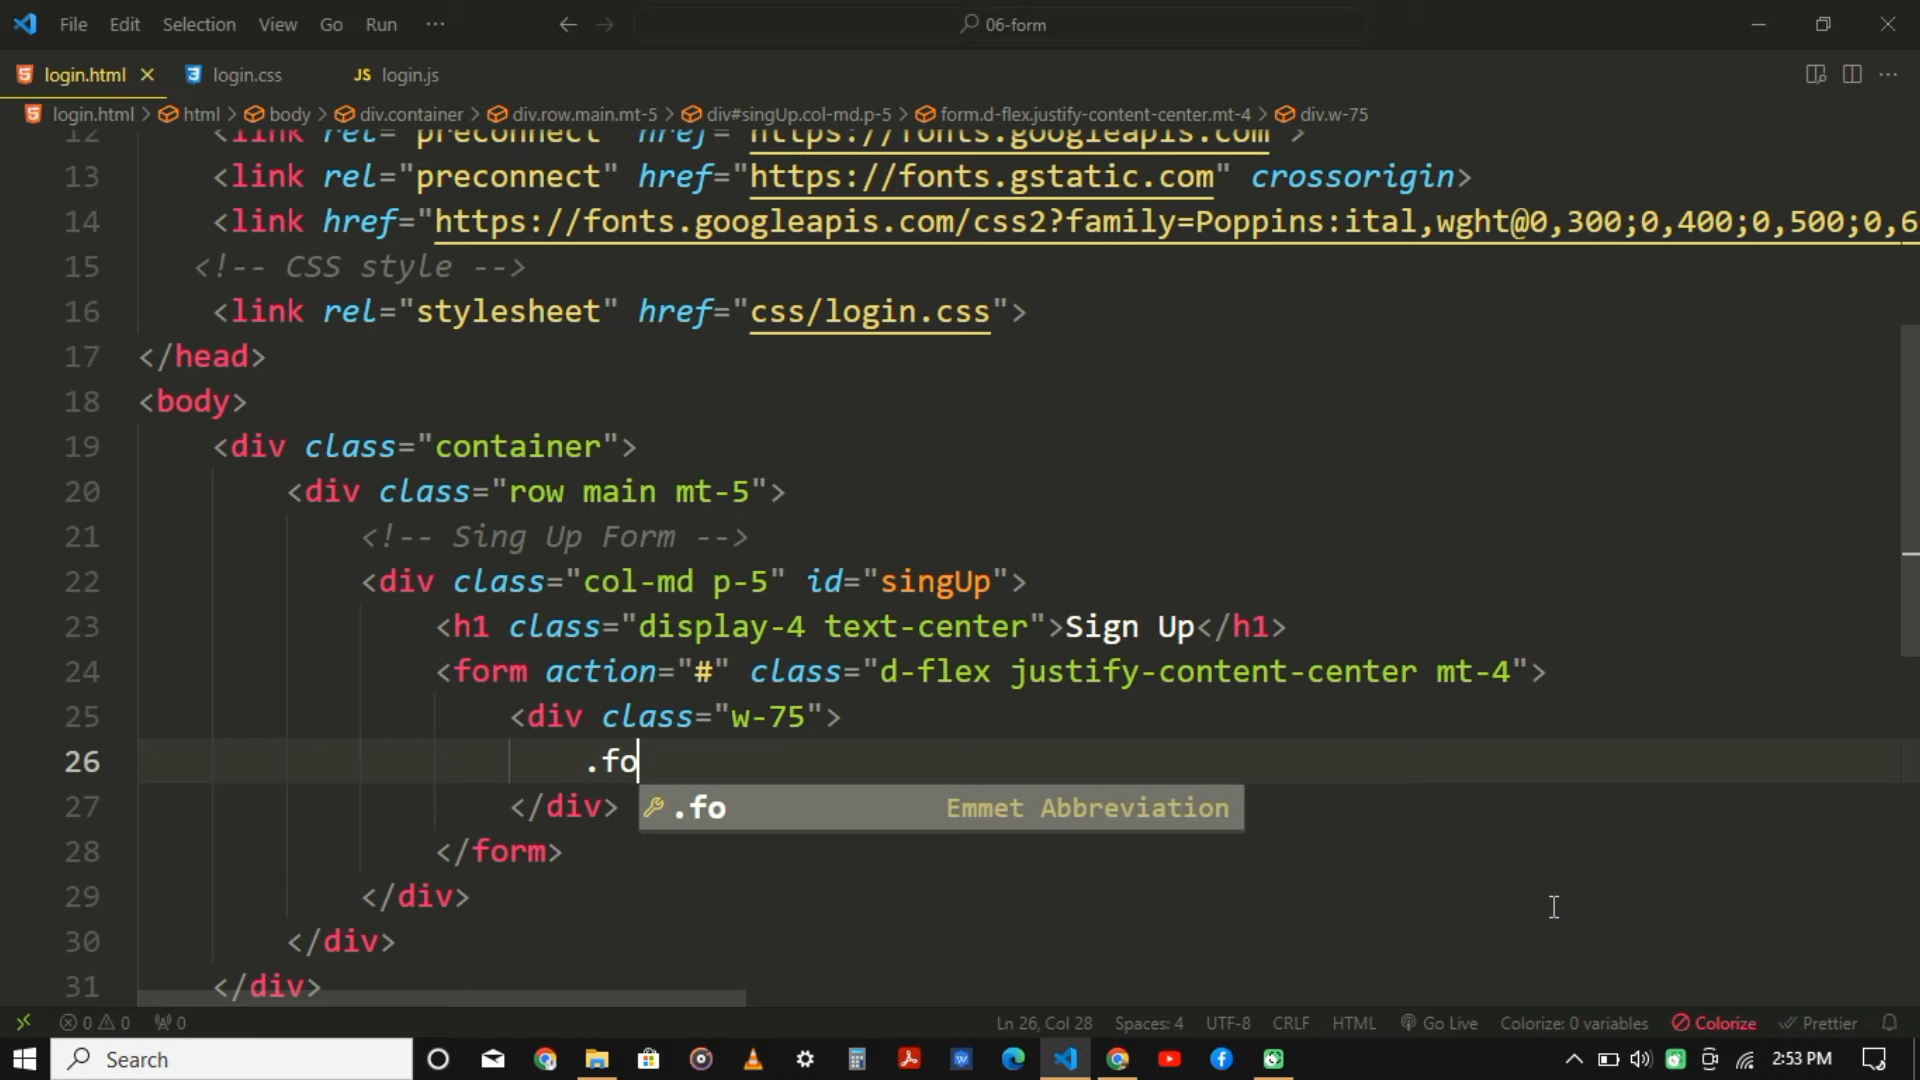 File Edit Selection View Go Run ··· 06-form
login.html login.css JS login.js
login.html > html > body > div.container > div.row.main.mt-5 > div#singUp.col-md.p-5 > form.d-flex.justify-content-center.mt-4 > div.w-75
12 <link rel="preconnect" href="https://fonts.googleapis.com">
13 <link rel="preconnect" href="https://fonts.gstatic.com" crossorigin>
14 <link href="https://fonts.googleapis.com/css2?family=Poppins:ital,wght@0,300;0,400;0,500;0,6
15 <!-- CSS style -->
16 <link rel="stylesheet" href="css/login.css">
17 </head>
18 <body>
19 <div class="container">
20 <div class="row main mt-5">
21 <!-- Sing Up Form -->
22 <div class="col-md p-5" id="singUp">
23 <h1 class="display-4 text-center">Sign Up</h1>
24 <form action="#" class="d-flex justify-content-center mt-4">
25 <div class="w-75">
26 .fo
27 </div> .fo Emmet Abbreviation
28 </form>
29 </div>
30 </div>
31 </div>
0 0 0 Ln 26, Col 28 Spaces: 4 UTF-8 CRLF HTML Go Live Colorize: 0 variables Colorize Prettier
Search 2:53 PM